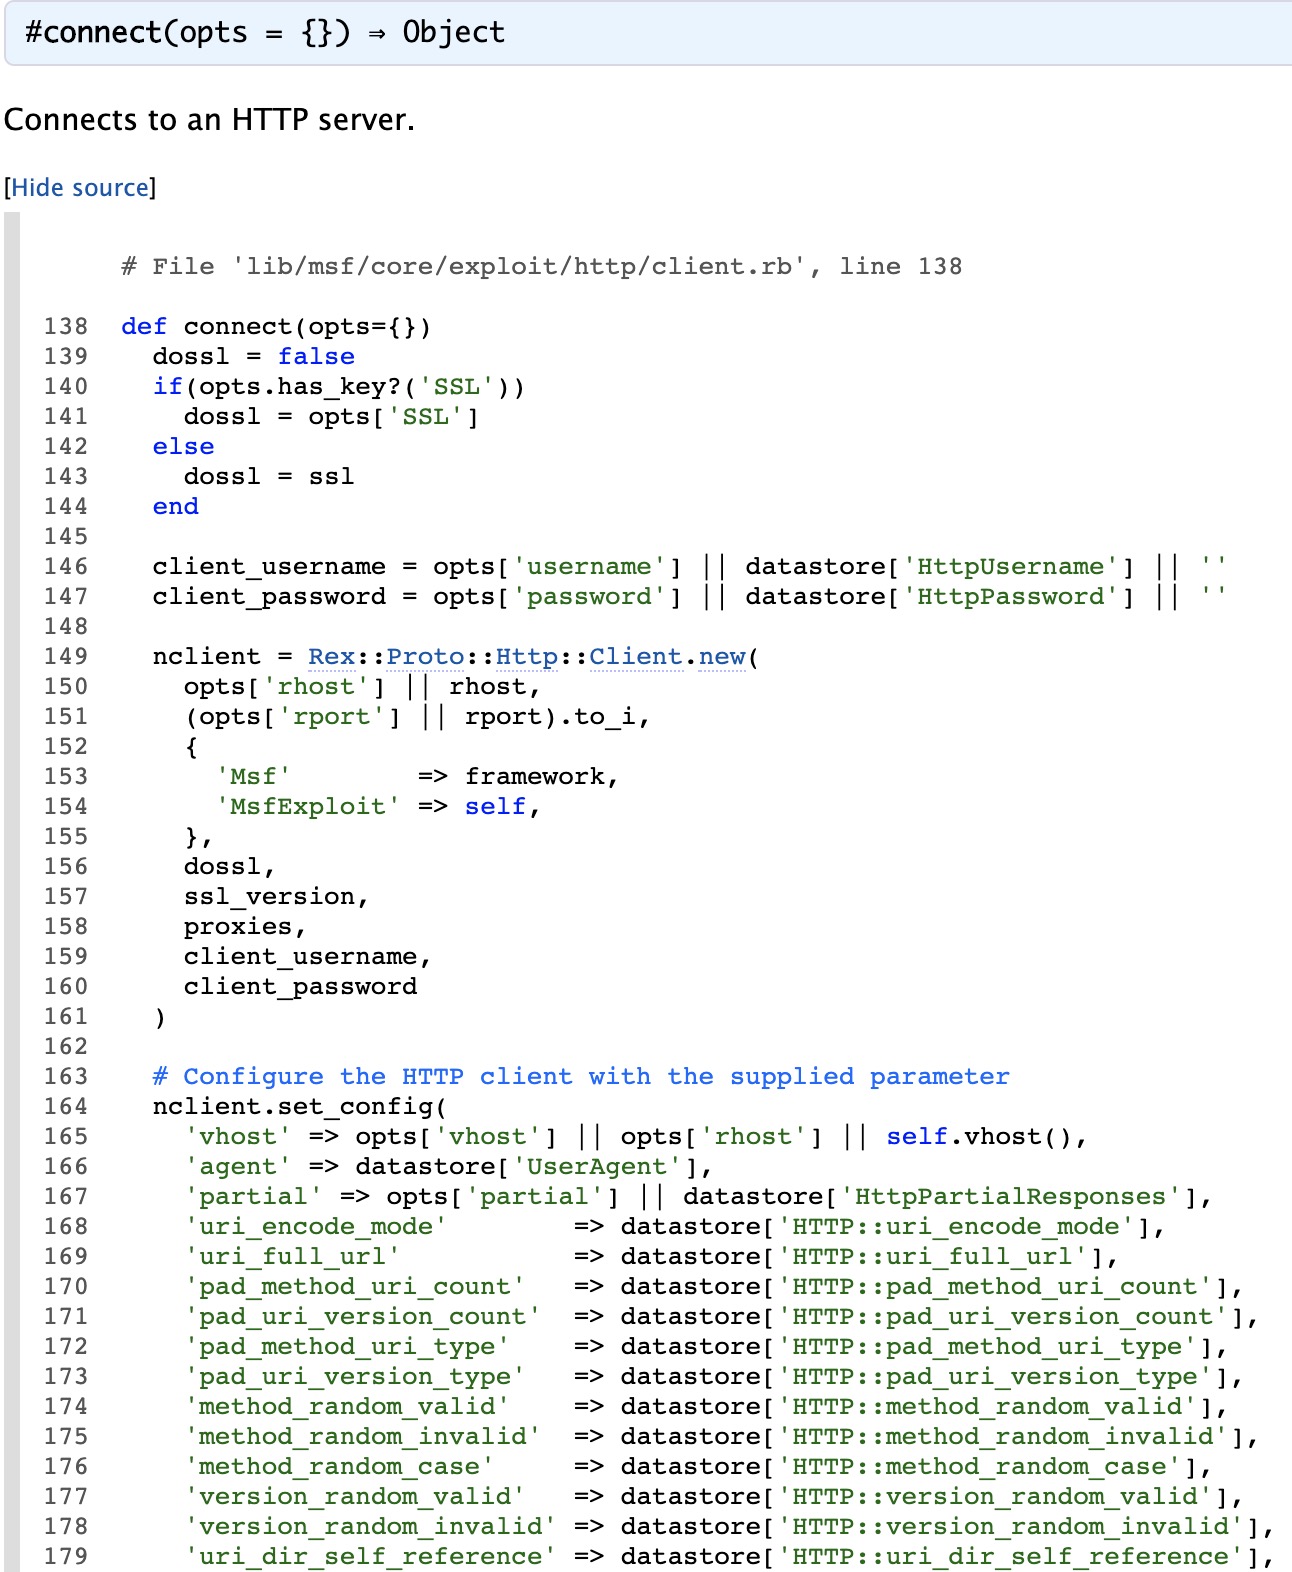 #connect(opts = {}) ⇒ Object
Connects to an HTTP server.
[Hide source]
# File 'lib/msf/core/exploit/http/client.rb', line 138
138 def connect(opts={})
139   dossl = false
140   if(opts.has_key?('SSL'))
141     dossl = opts['SSL']
142   else
143     dossl = ssl
144   end
145
146   client_username = opts['username'] || datastore['HttpUsername'] || ''
147   client_password = opts['password'] || datastore['HttpPassword'] || ''
148
149   nclient = Rex::Proto::Http::Client.new(
150     opts['rhost'] || rhost,
151     (opts['rport'] || rport).to_i,
152     {
153       'Msf'        => framework,
154       'MsfExploit' => self,
155     },
156     dossl,
157     ssl_version,
158     proxies,
159     client_username,
160     client_password
161   )
162
163   # Configure the HTTP client with the supplied parameter
164   nclient.set_config(
165     'vhost' => opts['vhost'] || opts['rhost'] || self.vhost(),
166     'agent' => datastore['UserAgent'],
167     'partial' => opts['partial'] || datastore['HttpPartialResponses'],
168     'uri_encode_mode'        => datastore['HTTP::uri_encode_mode'],
169     'uri_full_url'           => datastore['HTTP::uri_full_url'],
170     'pad_method_uri_count'   => datastore['HTTP::pad_method_uri_count'],
171     'pad_uri_version_count'  => datastore['HTTP::pad_uri_version_count'],
172     'pad_method_uri_type'    => datastore['HTTP::pad_method_uri_type'],
173     'pad_uri_version_type'   => datastore['HTTP::pad_uri_version_type'],
174     'method_random_valid'    => datastore['HTTP::method_random_valid'],
175     'method_random_invalid'  => datastore['HTTP::method_random_invalid'],
176     'method_random_case'     => datastore['HTTP::method_random_case'],
177     'version_random_valid'   => datastore['HTTP::version_random_valid'],
178     'version_random_invalid' => datastore['HTTP::version_random_invalid'],
179     'uri_dir_self_reference' => datastore['HTTP::uri_dir_self_reference'],